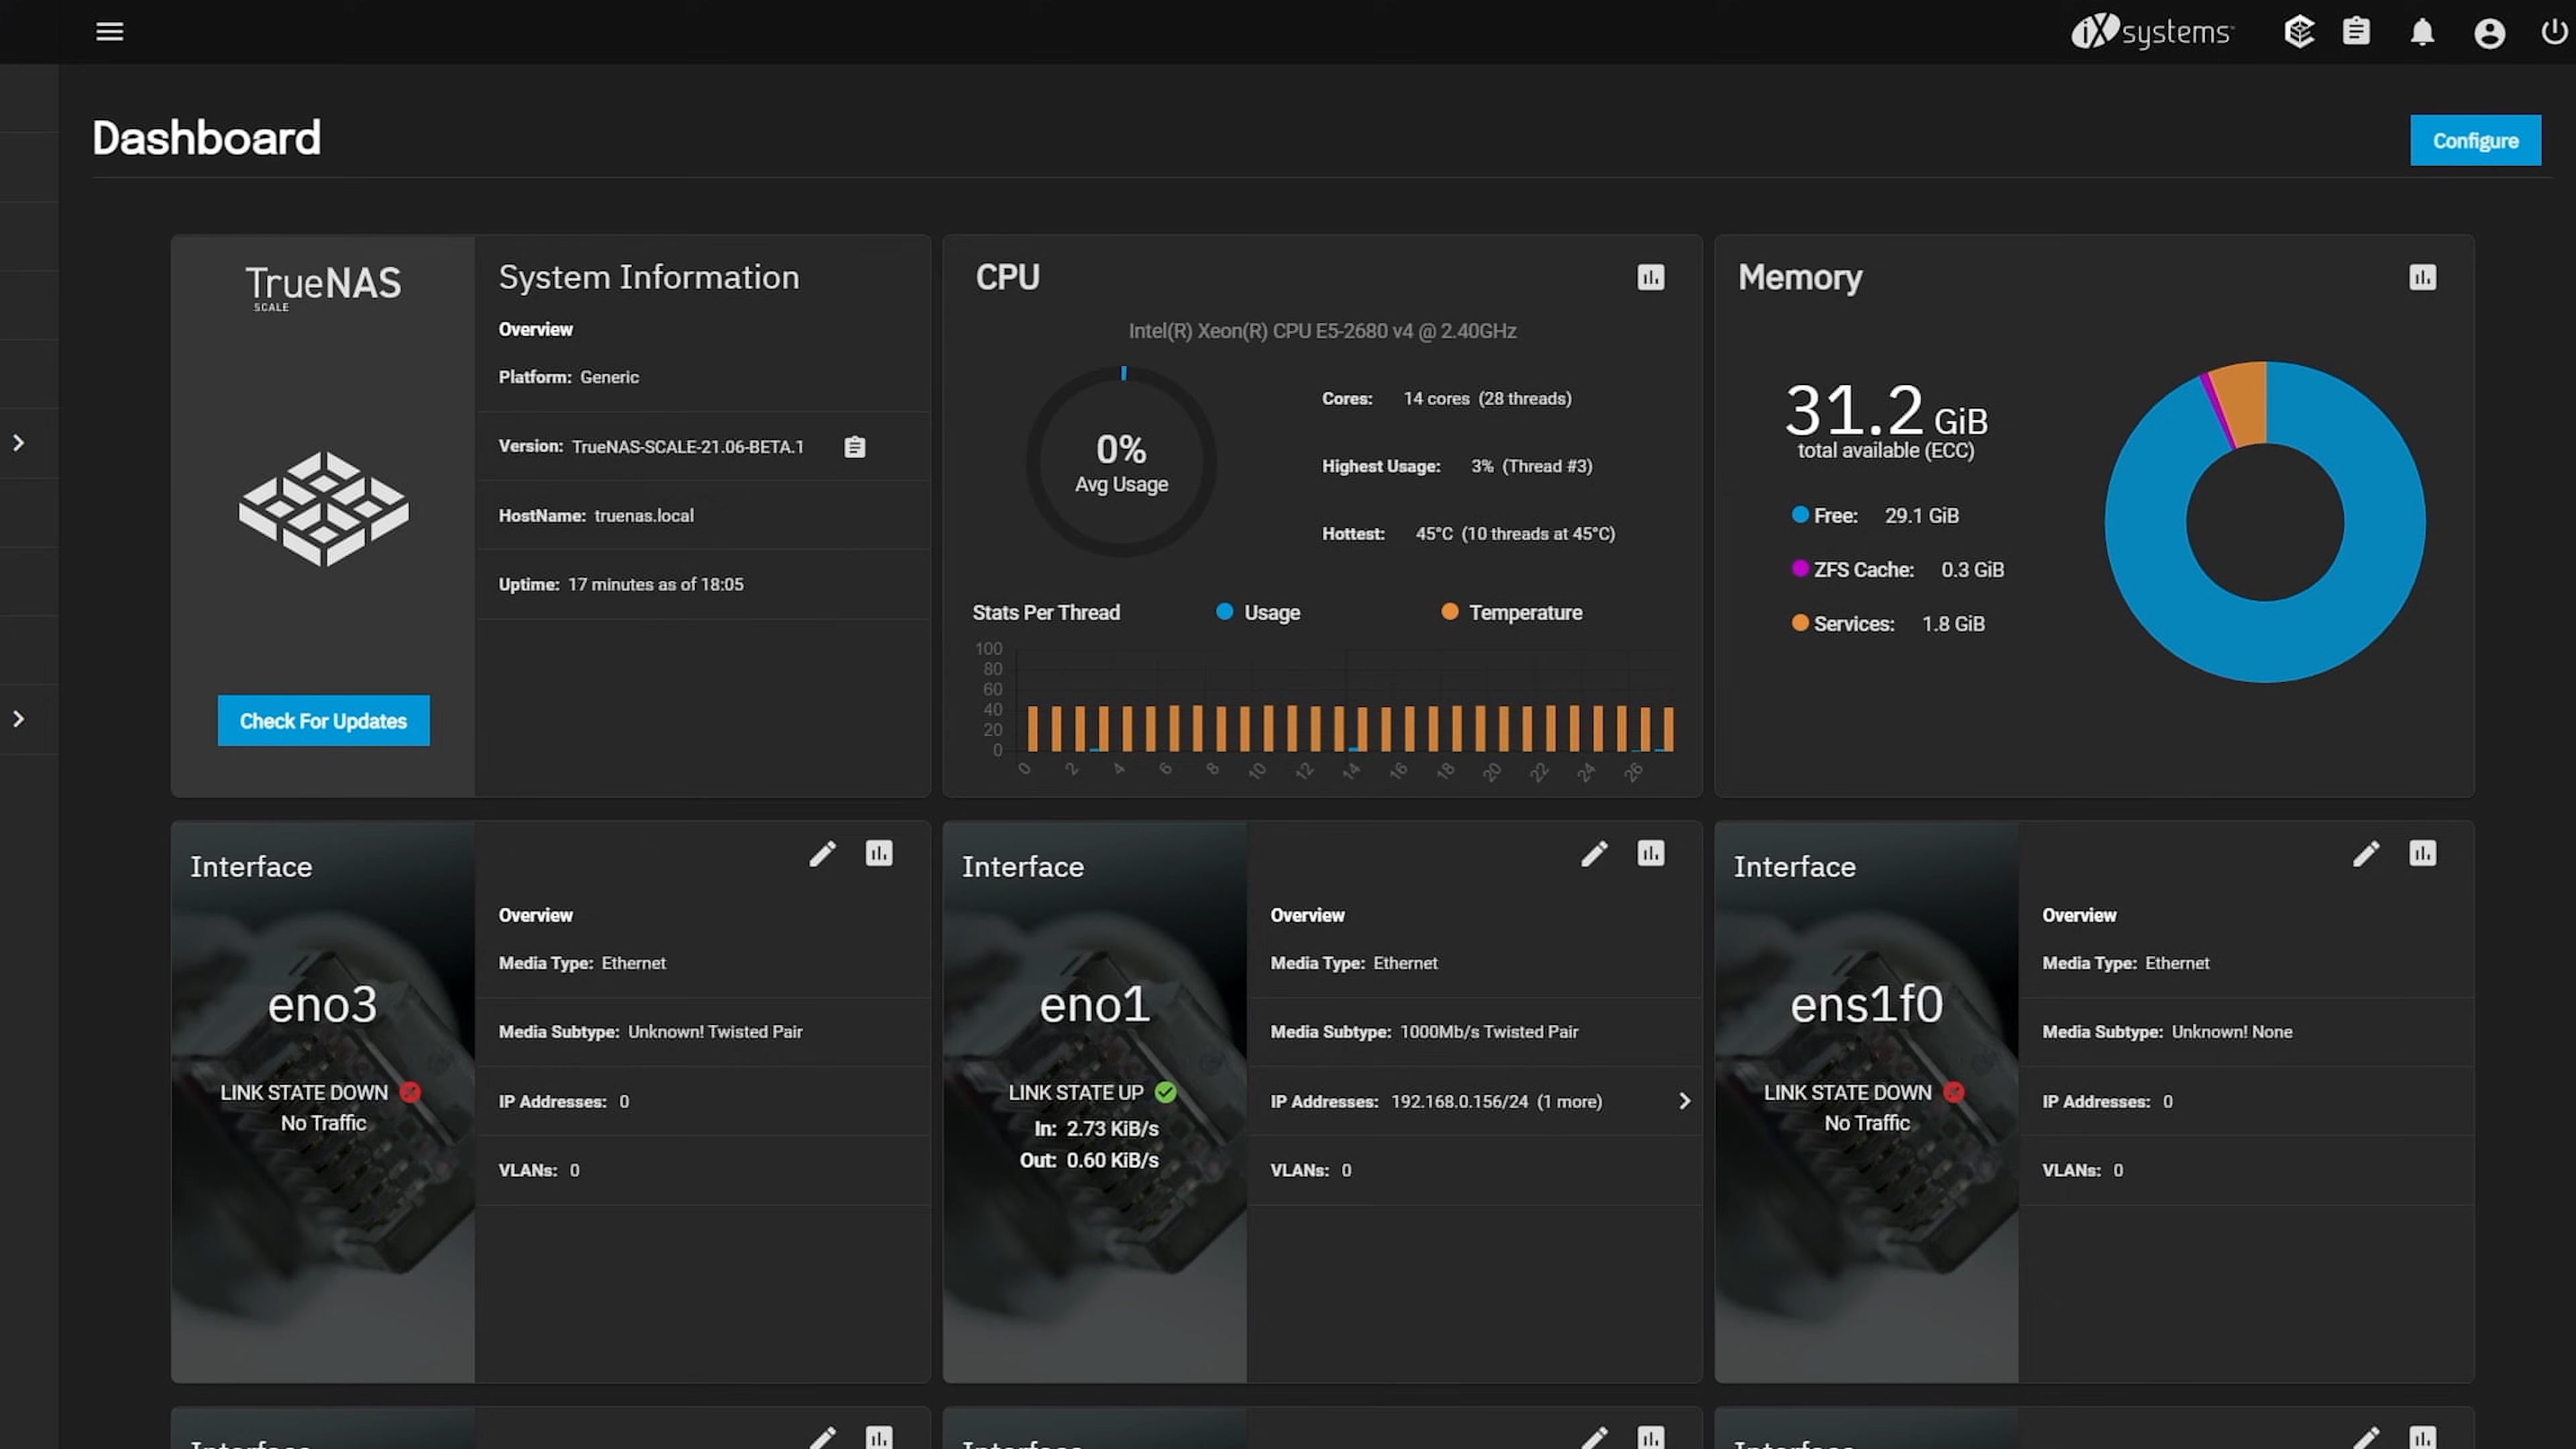 iXsystems
Dashboard
Configure
TrueNAS
SCALE
Check For Updates
System Information
Overview
Platform: Generic
Version: TrueNAS-SCALE-21.06-BETA.1
HostName: truenas.local
Uptime: 17 minutes as of 18:05
CPU
Intel(R) Xeon(R) CPU E5-2680 v4 @ 2.40GHz
0%
Avg Usage
Cores: 14 cores (28 threads)
Highest Usage: 3% (Thread #3)
Hottest: 45°C (10 threads at 45°C)
Stats Per Thread Usage Temperature
100
80
60
40
20
0
0 2 4 6 8 10 12 14 16 18 20 22 24 26
Memory
31.2 GiB
total available (ECC)
Free: 29.1 GiB
ZFS Cache: 0.3 GiB
Services: 1.8 GiB
Interface
eno3
LINK STATE DOWN
No Traffic
Overview
Media Type: Ethernet
Media Subtype: Unknown! Twisted Pair
IP Addresses: 0
VLANs: 0
Interface
eno1
LINK STATE UP
In: 2.73 KiB/s
Out: 0.60 KiB/s
Overview
Media Type: Ethernet
Media Subtype: 1000Mb/s Twisted Pair
IP Addresses: 192.168.0.156/24 (1 more)
VLANs: 0
Interface
ens1f0
LINK STATE DOWN
No Traffic
Overview
Media Type: Ethernet
Media Subtype: Unknown! None
IP Addresses: 0
VLANs: 0
Interface
Interface
Interface